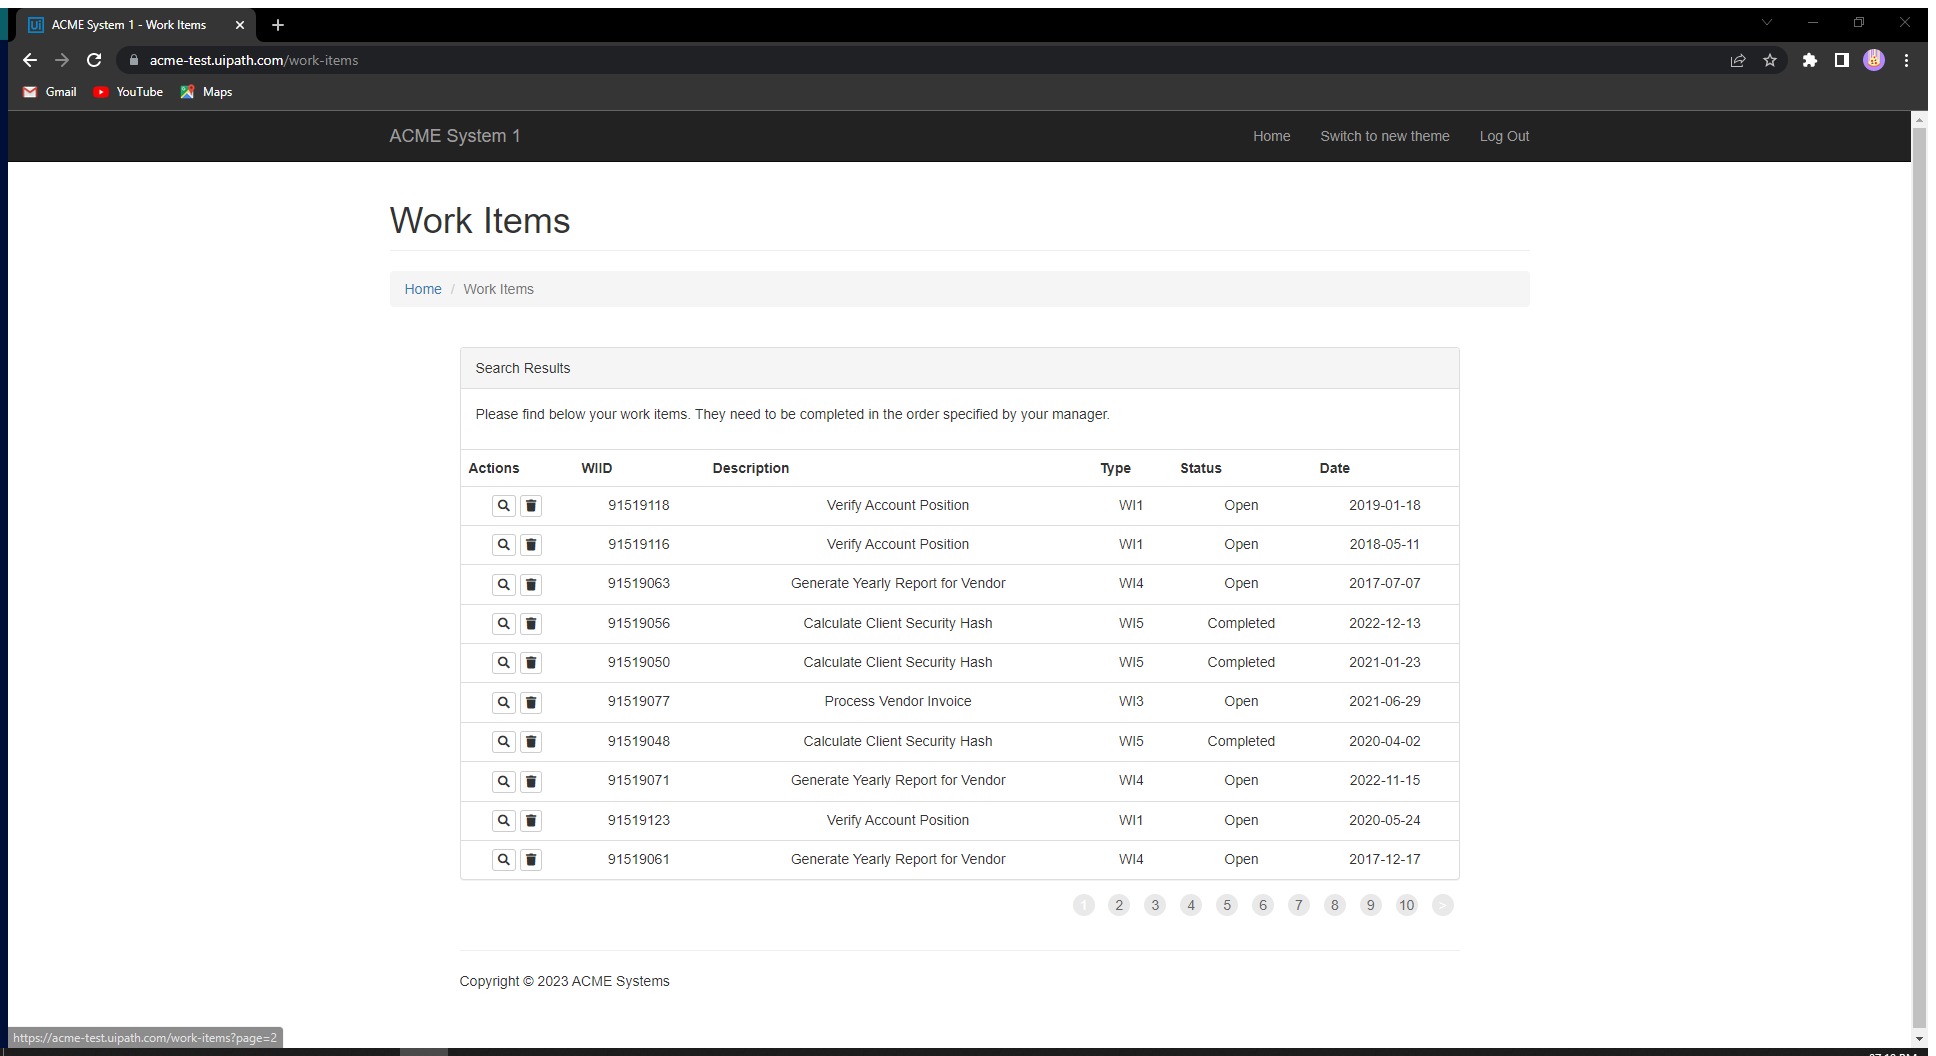 ACME System 1 - Work Items
acme-test.uipath.com/work-items
Gmail YouTube Maps
ACME System 1 Home Switch to new theme Log Out
Work Items
Home / Work Items
Search Results
Please find below your work items. They need to be completed in the order specified by your manager.
Actions WIID Description Type Status Date
91519118 Verify Account Position WI1 Open 2019-01-18
91519116 Verify Account Position WI1 Open 2018-05-11
91519063 Generate Yearly Report for Vendor WI4 Open 2017-07-07
91519056 Calculate Client Security Hash WI5 Completed 2022-12-13
91519050 Calculate Client Security Hash WI5 Completed 2021-01-23
91519077 Process Vendor Invoice WI3 Open 2021-06-29
91519048 Calculate Client Security Hash WI5 Completed 2020-04-02
91519071 Generate Yearly Report for Vendor WI4 Open 2022-11-15
91519123 Verify Account Position WI1 Open 2020-05-24
91519061 Generate Yearly Report for Vendor WI4 Open 2017-12-17
1 2 3 4 5 6 7 8 9 10 >
Copyright © 2023 ACME Systems
https://acme-test.uipath.com/work-items?page=2